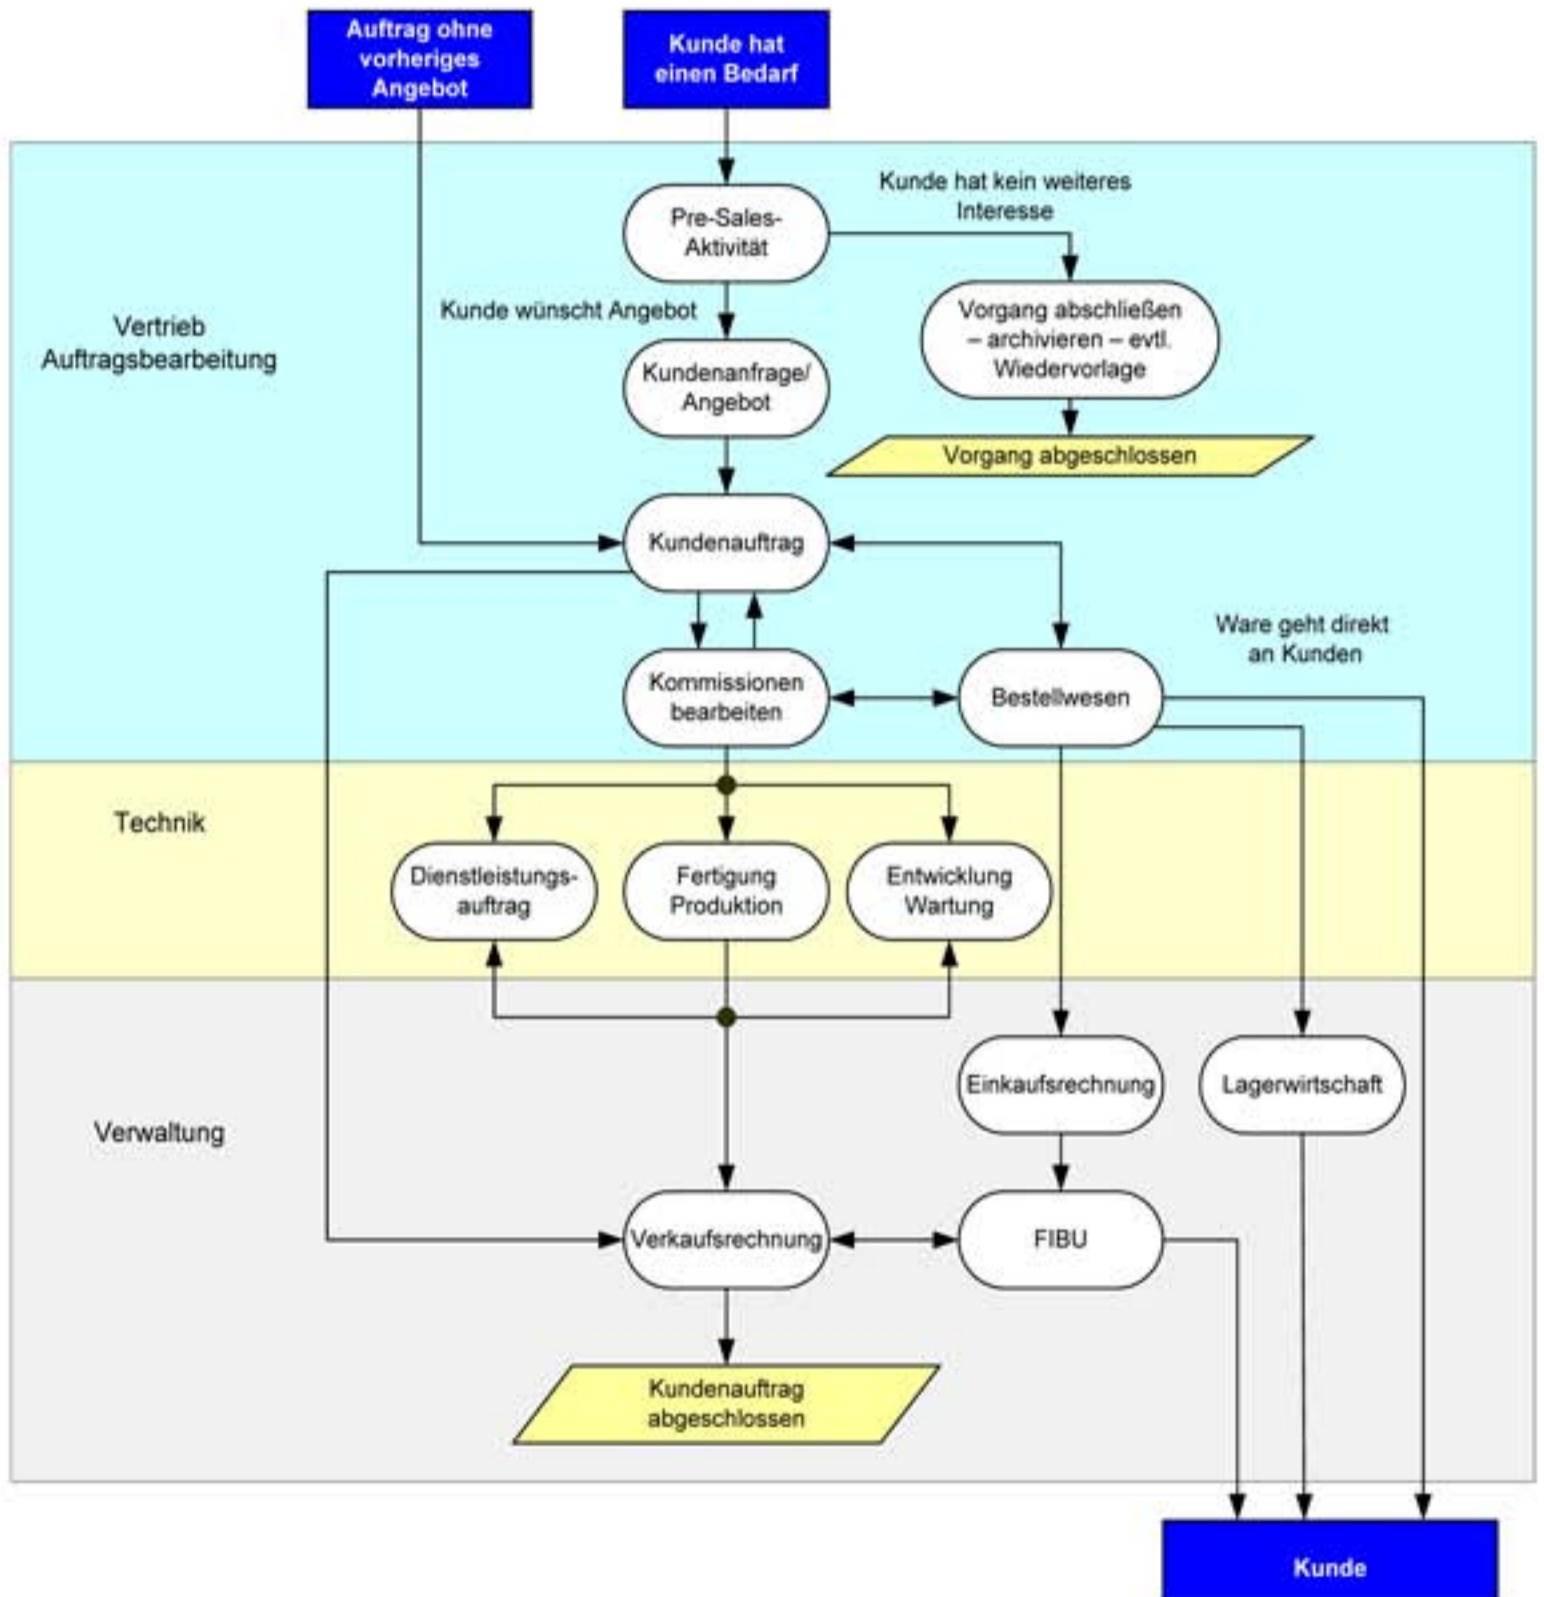 Auftrag ohne
vorheriges
Angebot
Kunde hat
einen Bedarf
Kunde hat kein weiteres
Interesse
Pre-Sales-
Aktivität
Kunde wünscht Angebot
Vorgang abschließen
– archivieren – evtl.
Wiedervorlage
Vertrieb
Auftragsbearbeitung
Kundenanfrage/
Angebot
Vorgang abgeschlossen
Kundenauftrag
Ware geht direkt
an Kunden
Kommissionen
bearbeiten
Bestellwesen
Technik
Dienstleistungs-
auftrag
Fertigung
Produktion
Entwicklung
Wartung
Einkaufsrechnung
Lagerwirtschaft
Verwaltung
Verkaufsrechnung
FIBU
Kundenauftrag
abgeschlossen
Kunde